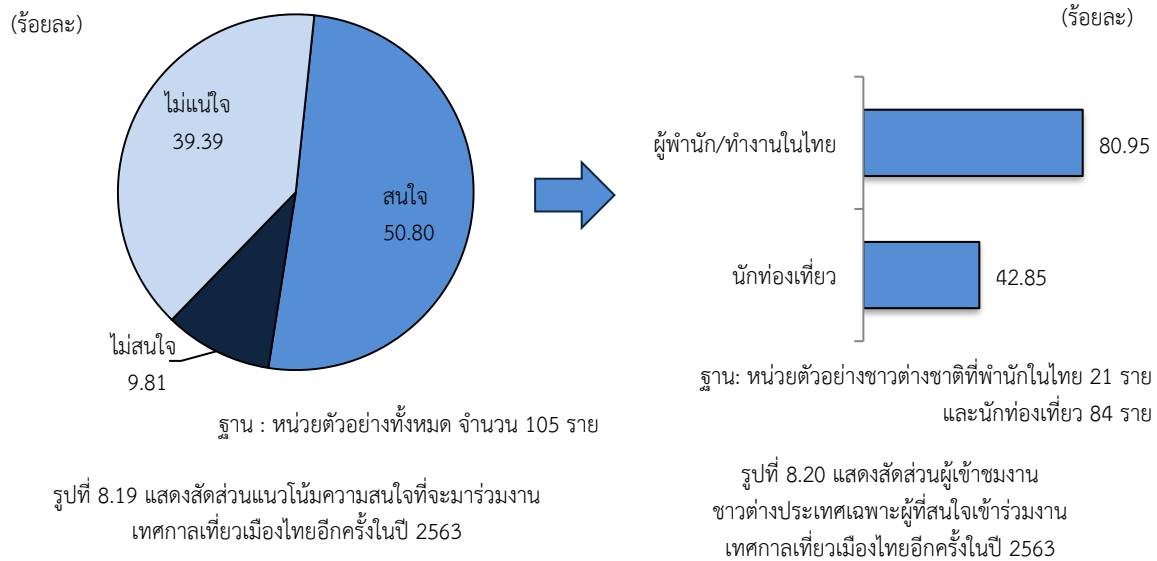 (ร้อยละ)
ไม่แน่ใจ
39.39
สนใจ
50.80
ไม่สนใจ
9.81
ฐาน : หน่วยตัวอย่างทั้งหมด จำนวน 105 ราย
รูปที่ 8.19 แสดงสัดส่วนแนวโน้มความสนใจที่จะมาร่วมงาน
เทศกาลเที่ยวเมืองไทยอีกครั้งในปี 2563
(ร้อยละ)
ผู้พำนัก/ทำงานในไทย
80.95
นักท่องเที่ยว
42.85
ฐาน: หน่วยตัวอย่างชาวต่างชาติที่พำนักในไทย 21 ราย
และนักท่องเที่ยว 84 ราย
รูปที่ 8.20 แสดงสัดส่วนผู้เข้าชมงาน
ชาวต่างประเทศเฉพาะผู้ที่สนใจเข้าร่วมงาน
เทศกาลเที่ยวเมืองไทยอีกครั้งในปี 2563